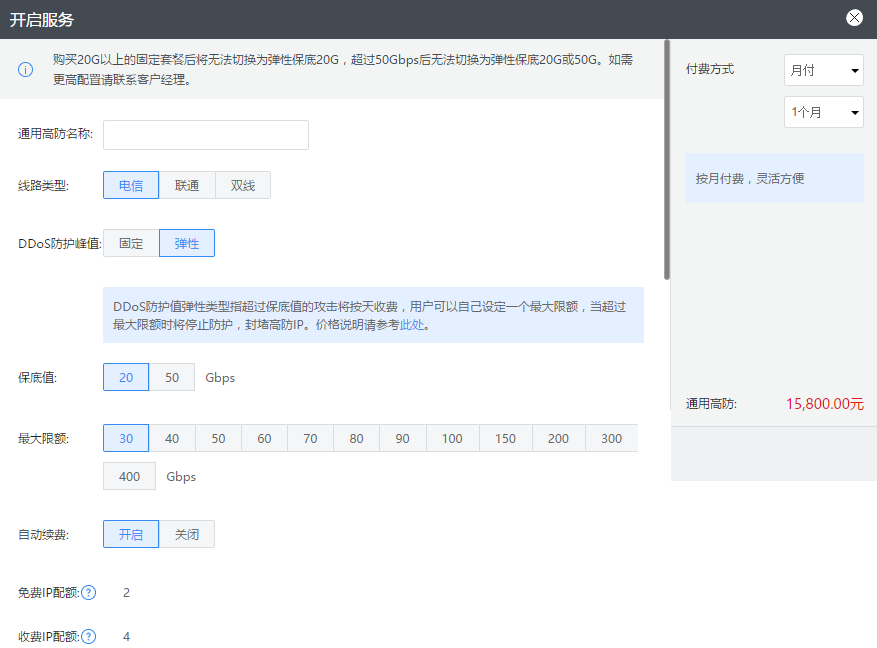 开启服务
购买20G以上的固定套餐后将无法切换为弹性保底20G，超过50Gbps后无法切换为弹性保底20G或50G。如需
更高配置请联系客户经理。
通用高防名称:
线路类型: 电信 联通 双线
DDoS防护峰值: 固定 弹性
DDoS防护值弹性类型指超过保底值的攻击将按天收费，用户可以自己设定一个最大限额，当超过
最大限额时将停止防护，封堵高防IP。价格说明请参考此处。
保底值: 20 50 Gbps
最大限额: 30 40 50 60 70 80 90 100 150 200 300
400 Gbps
自动续费: 开启 关闭
免费IP配额: ? 2
收费IP配额: ? 4
付费方式 月付
1个月
按月付费，灵活方便
通用高防: 15,800.00元